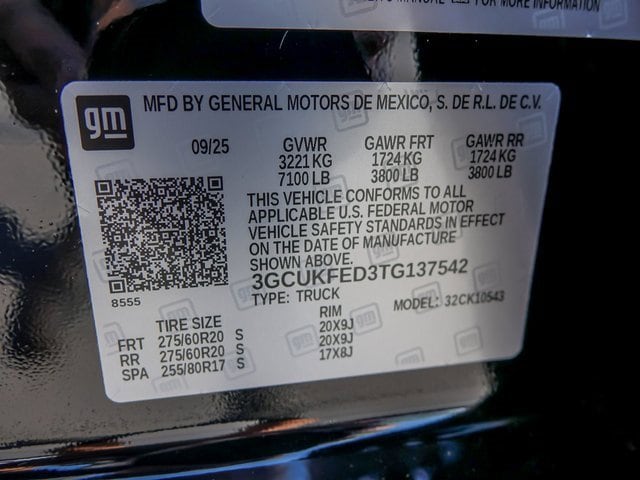 MANUAL FOR MORE INFORMATION
gm
MFD BY GENERAL MOTORS DE MEXICO, S. DE R.L. DE C.V.
09/25 GVWR GAWR FRT GAWR RR
3221 KG 1724 KG 1724 KG
7100 LB 3800 LB 3800 LB
THIS VEHICLE CONFORMS TO ALL
APPLICABLE U.S. FEDERAL MOTOR
VEHICLE SAFETY STANDARDS IN EFFECT
ON THE DATE OF MANUFACTURE
SHOWN ABOVE.
3GCUKFED3TG137542
8555
TYPE: TRUCK MODEL: 32CK10543
TIRE SIZE RIM
FRT 275/60R20 S 20X9J
RR 275/60R20 S 20X9J
SPA 255/80R17 S 17X8J